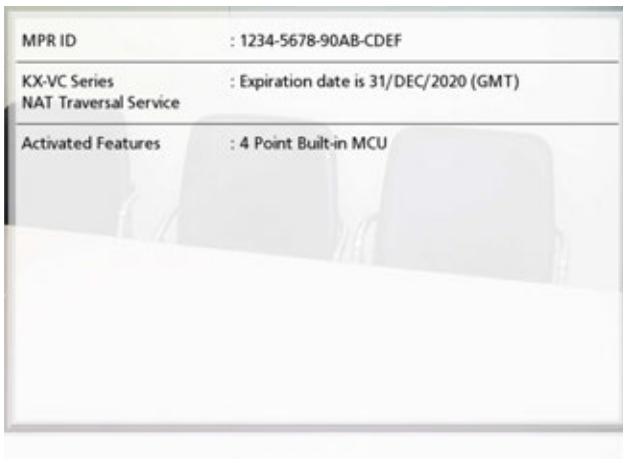 MPR ID : 1234-5678-90AB-CDEF
KX-VC Series : Expiration date is 31/DEC/2020 (GMT)
NAT Traversal Service
Activated Features : 4 Point Built-in MCU